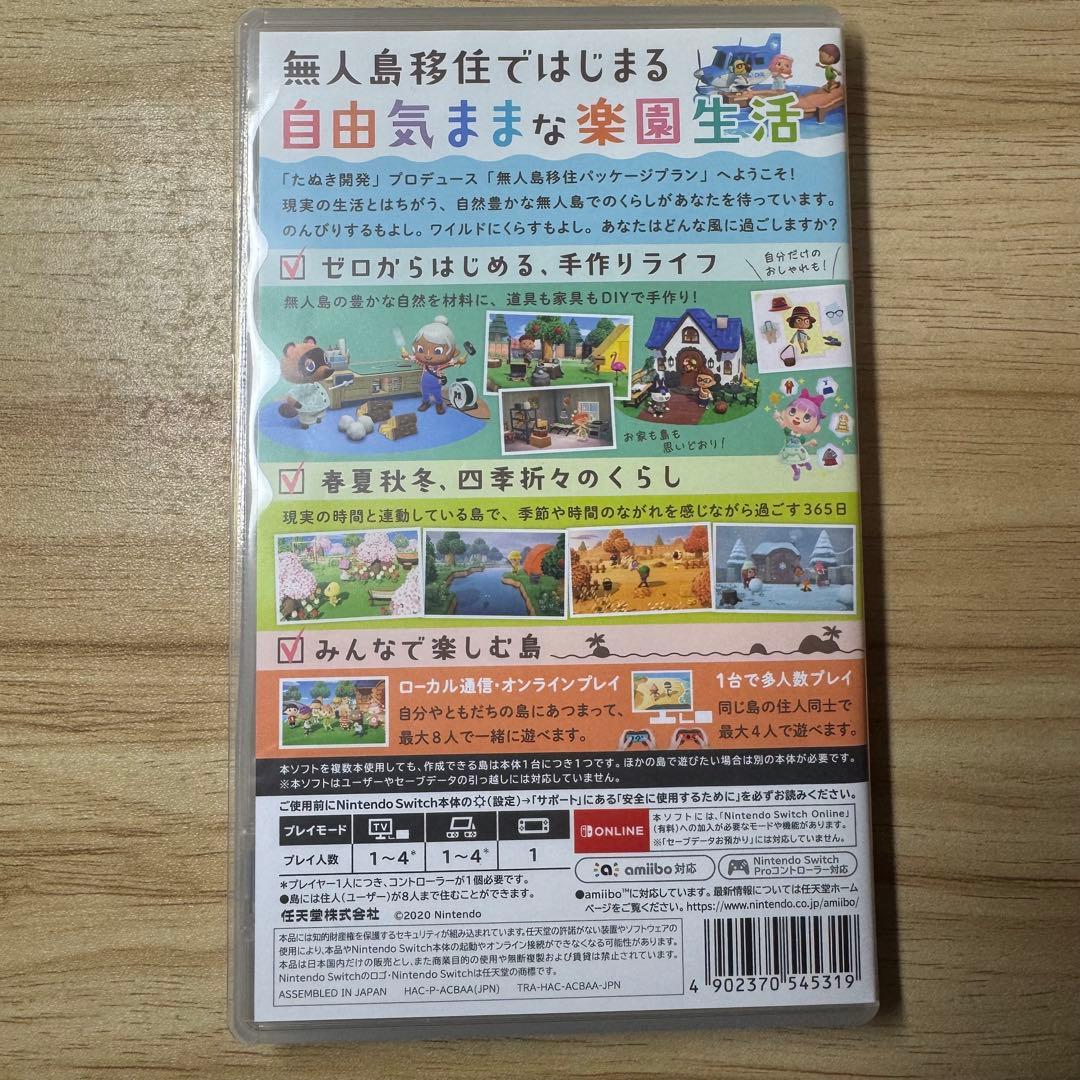 無人島移住ではじまる
自由気ままな楽園生活
「たぬき開発」プロデュース「無人島移住パッケージプラン」へようこそ!
現実の生活とはちがう、自然豊かな無人島でのくらしがあなたを待っています。
のんびりするもよし。ワイルドにくらすもよし。あなたはどんな風に過ごしますか?
ゼロからはじめる、手作りライフ
自分だけの
おしゃれも!
無人島の豊かな自然を材料に、道具も家具もDIYで手作り!
お家も島も
思いどおり!
春夏秋冬、四季折々のくらし
現実の時間と連動している島で、季節や時間のながれを感じながら過ごす365日
みんなで楽しむ島
ローカル通信・オンラインプレイ
自分やともだちの島にあつまって、
最大8人で一緒に遊べます。
1台で多人数プレイ
同じ島の住人同士で
最大4人で遊べます。
本ソフトを複数本使用しても、作成できる島は本体1台につき1つです。ほかの島で遊びたい場合は別の本体が必要です。
※本ソフトはユーザーやセーブデータの引っ越しには対応していません。
ご使用前にNintendo Switch本体の(設定)→「サポート」にある「安全に使用するために」を必ずお読みください。
プレイモード TV
プレイ人数 1~4* 1~4* 1
*プレイヤー1人につき、コントローラーが1個必要です。
●島には住人(ユーザー)が8人まで住むことができます。
任天堂株式会社 ©2020 Nintendo
ONLINE
本ソフトには、「Nintendo Switch Online」
(有料)への加入が必要なモードや機能があります。
※「セーブデータお預かり」には対応していません。
amiibo対応
Nintendo Switch
Proコントローラー対応
●amiibo™に対応しています。最新情報については任天堂ホーム
ページをご覧ください。https://www.nintendo.co.jp/amiibo/
本品には知的財産権を保護するセキュリティが組み込まれています。任天堂の許諾がない装置やソフトウェアの
使用により、本品やNintendo Switch本体の起動やオンライン接続ができなくなる可能性があります。
本品は日本国内だけの販売とし、また商業目的の使用や無断複製および賃貸は禁止されています。
Nintendo Switchのロゴ・Nintendo Switchは任天堂の商標です。
ASSEMBLED IN JAPAN HAC-P-ACBAA(JPN) TRA-HAC-ACBAA-JPN
4 902370 545319